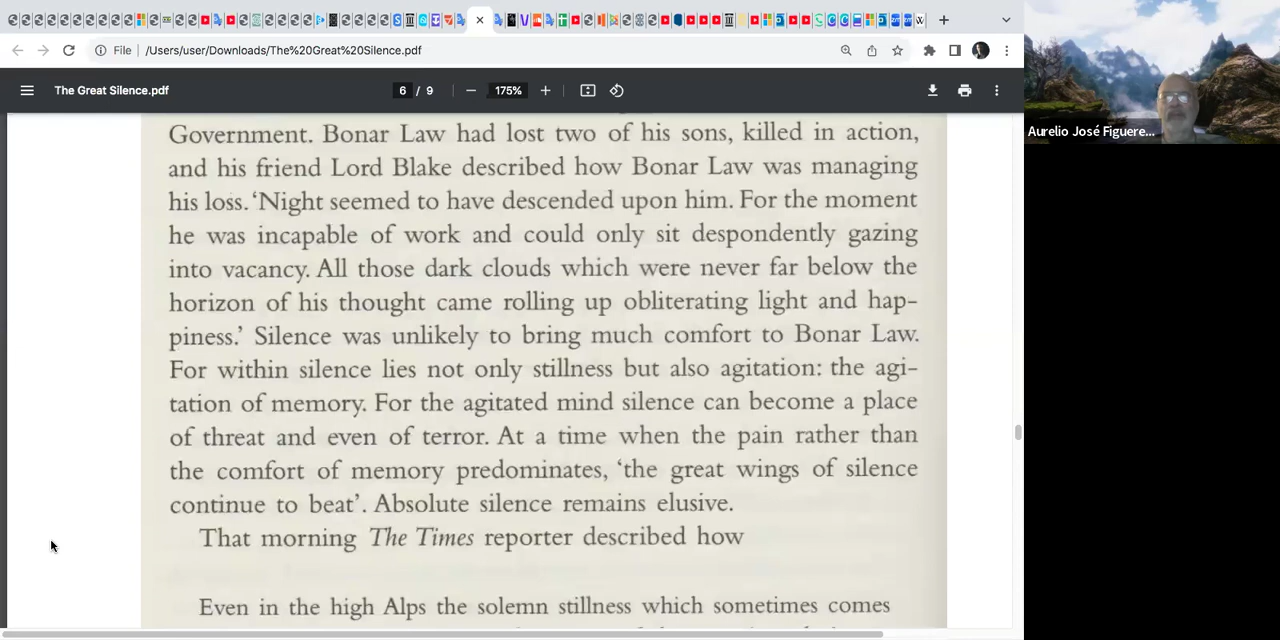 File
/Users/user/Downloads/The%20Great%20Silence.pdf
The Great Silence.pdf
6 / 9
175%
Aurelio José Figuere...
Government. Bonar Law had lost two of his sons, killed in action,
and his friend Lord Blake described how Bonar Law was managing
his loss. ‘Night seemed to have descended upon him. For the moment
he was incapable of work and could only sit despondently gazing
into vacancy. All those dark clouds which were never far below the
horizon of his thought came rolling up obliterating light and hap-
piness.’ Silence was unlikely to bring much comfort to Bonar Law.
For within silence lies not only stillness but also agitation: the agi-
tation of memory. For the agitated mind silence can become a place
of threat and even of terror. At a time when the pain rather than
the comfort of memory predominates, ‘the great wings of silence
continue to beat’. Absolute silence remains elusive.
That morning The Times reporter described how
Even in the high Alps the solemn stillness which sometimes comes